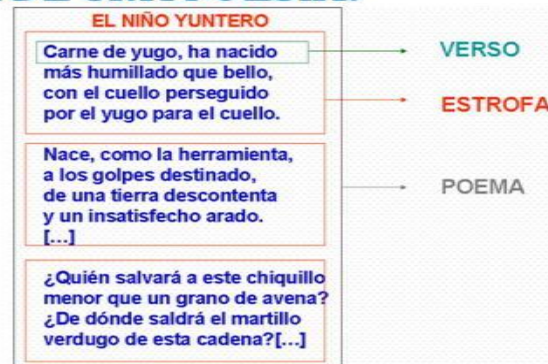 EL NIÑO YUNTERO
Carne de yugo, ha nacido
más humillado que bello,
con el cuello perseguido
por el yugo para el cuello.
Nace, como la herramienta,
a los golpes destinado,
de una tierra descontenta
y un insatisfecho arado.
[...]
¿Quién salvará a este chiquillo
menor que un grano de avena?
¿De dónde saldrá el martillo
verdugo de esta cadena?[...]
VERSO
ESTROFA
POEMA